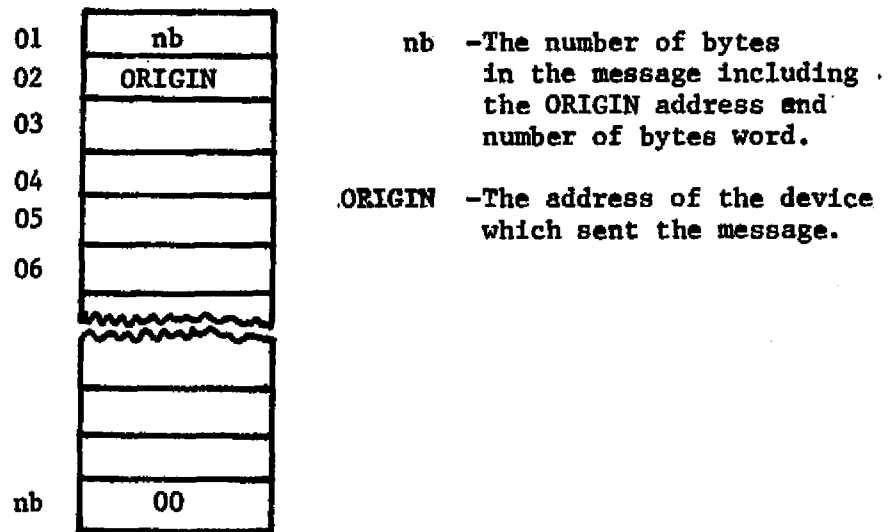 01 nb
02 ORIGIN
03
04
05
06
nb 00
nb -The number of bytes
in the message including
the ORIGIN address and
number of bytes word.
ORIGIN -The address of the device
which sent the message.